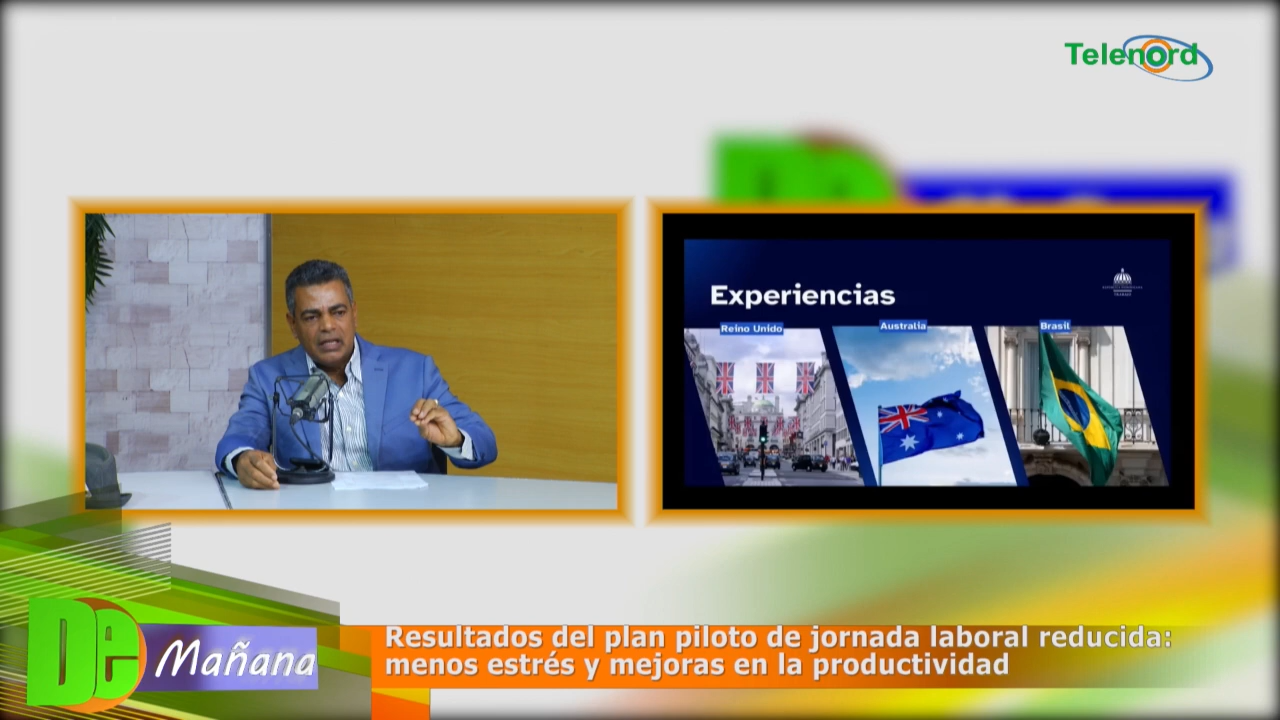 Telenord
Experiencias
Reino Unido
Australia
Brasil
De
Mañana
Resultados del plan piloto de jornada laboral reducida:
menos estrés y mejoras en la productividad